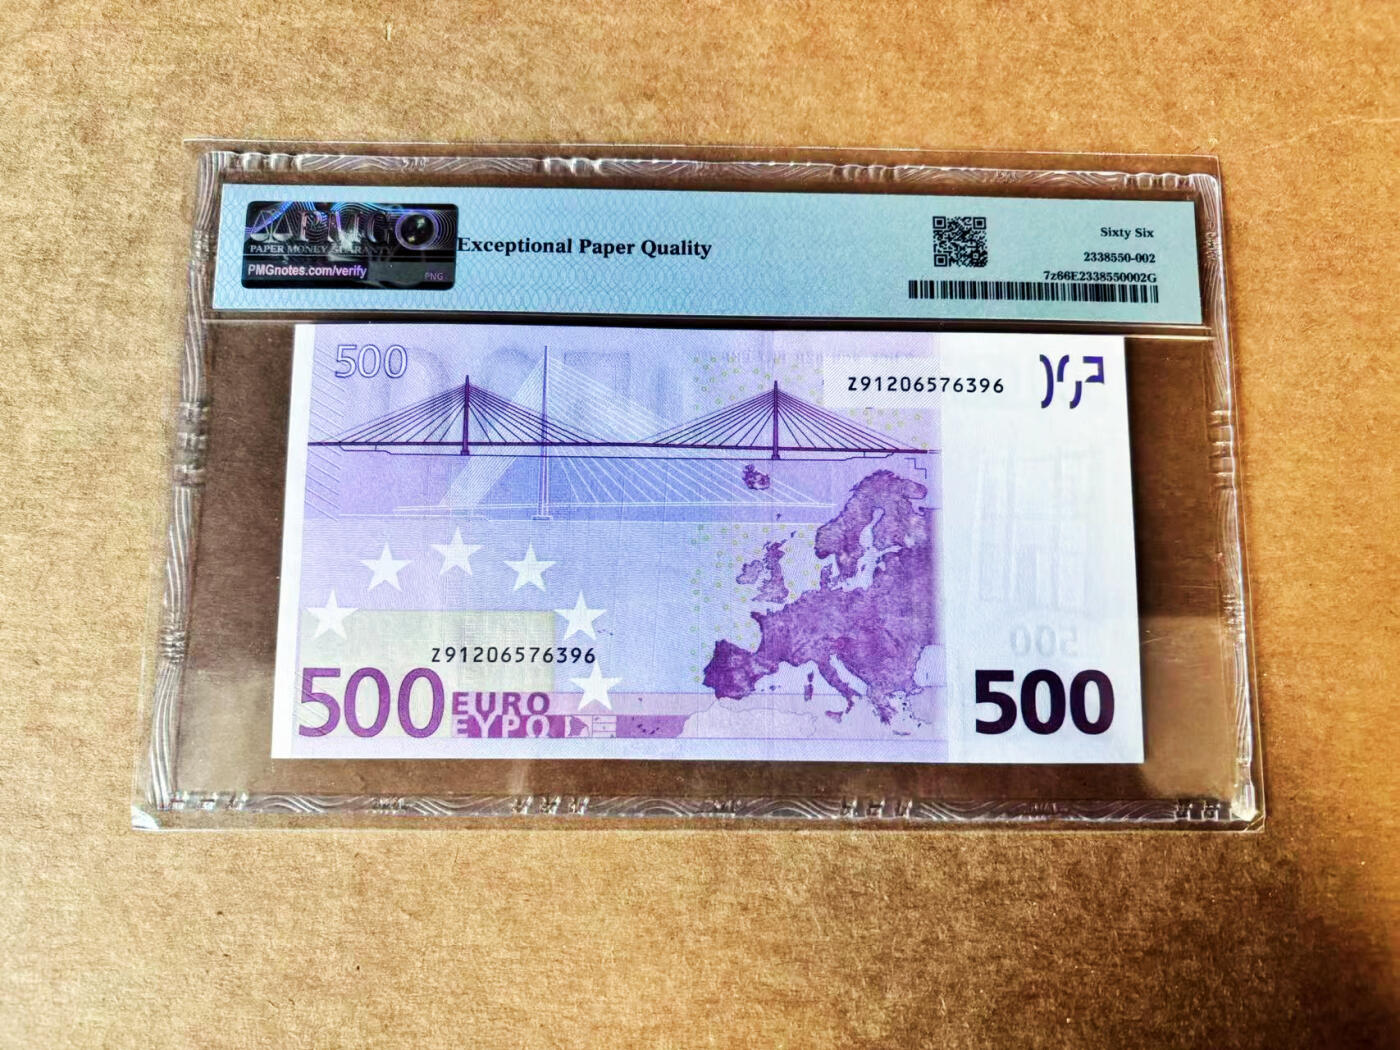 PMG
PAPER MONEY GUARANTY
PMGnotes.com/verify
PNG
Exceptional Paper Quality
Sixty Six
2338550-002
7z66E2338550002G
500
Z91206576396
Z91206576396
500 EURO
ΕΥΡΩ
500
500